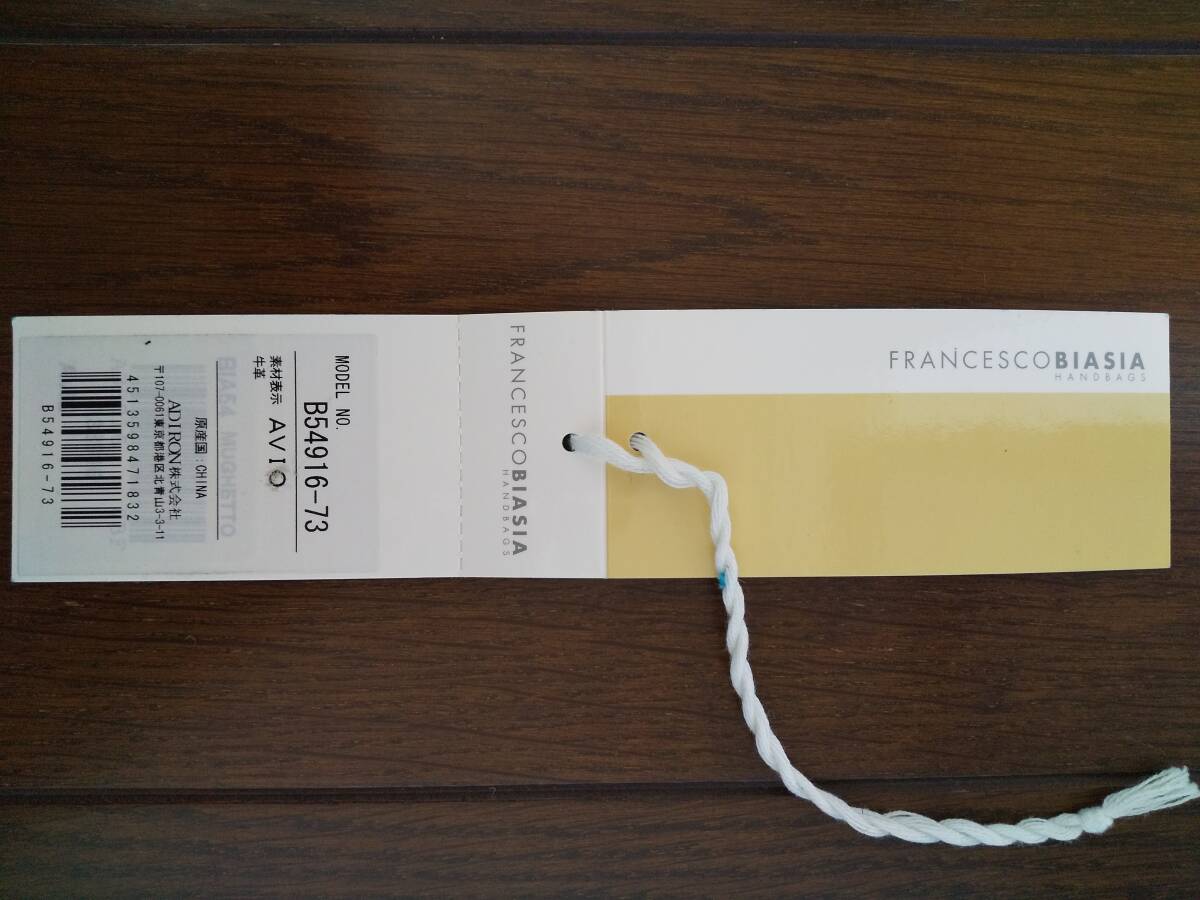 MODEL NO.
B54916-73
素材表示 AVIO
牛革
BIA54 MUGHETTO
原産国:CHINA
ADIRON株式会社
〒107-0061東京都港区北青山3-3-11
4513598471832
B54916-73
FRANCESCOBIASIA
HANDBAGS
FRANCESCOBIASIA
HANDBAGS